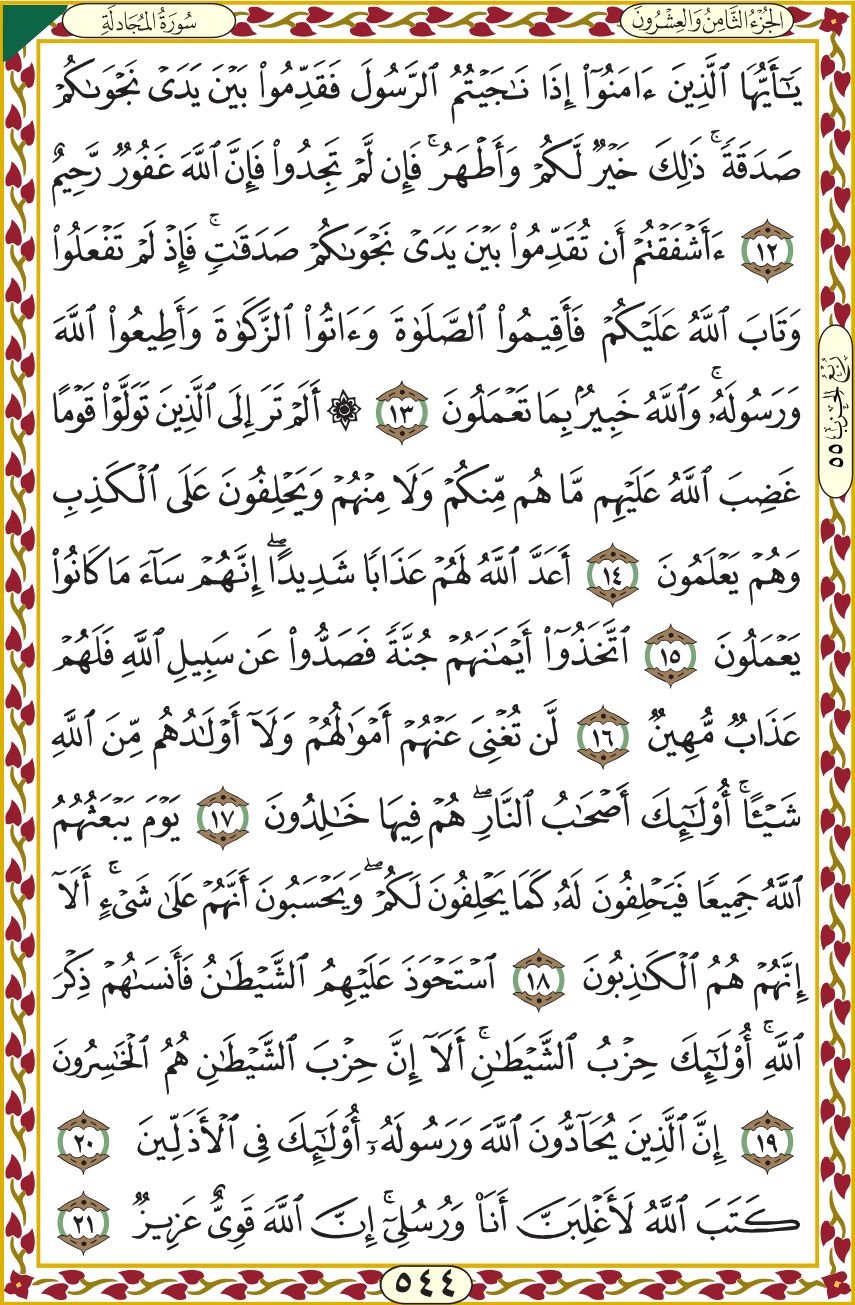 الجُزْءُ الثَّامِنُ وَالْعِشْرُونَ
سُورَةُ المُجَادلَةِ
يَٰٓأَيُّهَا ٱلَّذِينَ ءَامَنُوٓا۟ إِذَا نَٰجَيْتُمُ ٱلرَّسُولَ فَقَدِّمُوا۟ بَيْنَ يَدَىْ نَجْوَىٰكُمْ
صَدَقَةً ۚ ذَٰلِكَ خَيْرٌ لَّكُمْ وَأَطْهَرُ ۚ فَإِن لَّمْ تَجِدُوا۟ فَإِنَّ ٱللَّهَ غَفُورٌ رَّحِيمٌ
١٢ ءَأَشْفَقْتُمْ أَن تُقَدِّمُوا۟ بَيْنَ يَدَىْ نَجْوَىٰكُمْ صَدَقَٰتٍ ۚ فَإِذْ لَمْ تَفْعَلُوا۟
وَتَابَ ٱللَّهُ عَلَيْكُمْ فَأَقِيمُوا۟ ٱلصَّلَوٰةَ وَءَاتُوا۟ ٱلزَّكَوٰةَ وَأَطِيعُوا۟ ٱللَّهَ
وَرَسُولَهُۥ ۚ وَٱللَّهُ خَبِيرٌۢ بِمَا تَعْمَلُونَ ١٣ ۞ أَلَمْ تَرَ إِلَى ٱلَّذِينَ تَوَلَّوْا۟ قَوْمًا
غَضِبَ ٱللَّهُ عَلَيْهِم مَّا هُم مِّنكُمْ وَلَا مِنْهُمْ وَيَحْلِفُونَ عَلَى ٱلْكَذِبِ
وَهُمْ يَعْلَمُونَ ١٤ أَعَدَّ ٱللَّهُ لَهُمْ عَذَابًا شَدِيدًا ۖ إِنَّهُمْ سَآءَ مَا كَانُوا۟
يَعْمَلُونَ ١٥ ٱتَّخَذُوٓا۟ أَيْمَٰنَهُمْ جُنَّةً فَصَدُّوا۟ عَن سَبِيلِ ٱللَّهِ فَلَهُمْ
عَذَابٌ مُّهِينٌ ١٦ لَّن تُغْنِىَ عَنْهُمْ أَمْوَٰلُهُمْ وَلَآ أَوْلَٰدُهُم مِّنَ ٱللَّهِ
شَيْـًٔا ۚ أُو۟لَٰٓئِكَ أَصْحَٰبُ ٱلنَّارِ ۖ هُمْ فِيهَا خَٰلِدُونَ ١٧ يَوْمَ يَبْعَثُهُمُ
ٱللَّهُ جَمِيعًا فَيَحْلِفُونَ لَهُۥ كَمَا يَحْلِفُونَ لَكُمْ ۖ وَيَحْسَبُونَ أَنَّهُمْ عَلَىٰ شَىْءٍ ۚ أَلَآ
إِنَّهُمْ هُمُ ٱلْكَٰذِبُونَ ١٨ ٱسْتَحْوَذَ عَلَيْهِمُ ٱلشَّيْطَٰنُ فَأَنسَىٰهُمْ ذِكْرَ
ٱللَّهِ ۚ أُو۟لَٰٓئِكَ حِزْبُ ٱلشَّيْطَٰنِ ۚ أَلَآ إِنَّ حِزْبَ ٱلشَّيْطَٰنِ هُمُ ٱلْخَٰسِرُونَ
١٩ إِنَّ ٱلَّذِينَ يُحَآدُّونَ ٱللَّهَ وَرَسُولَهُۥٓ أُو۟لَٰٓئِكَ فِى ٱلْأَذَلِّينَ ٢٠
كَتَبَ ٱللَّهُ لَأَغْلِبَنَّ أَنَا۠ وَرُسُلِىٓ ۚ إِنَّ ٱللَّهَ قَوِىٌّ عَزِيزٌ ٢١
رُبْعُ الحِزْبِ ٥٥
٥٤٤